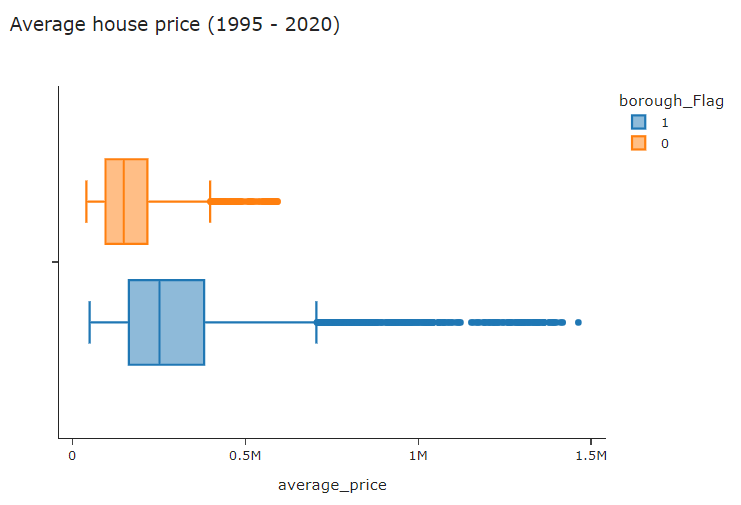 Average house price (1995 - 2020)
borough_Flag
1
0
0
0.5M
1M
1.5M
average_price